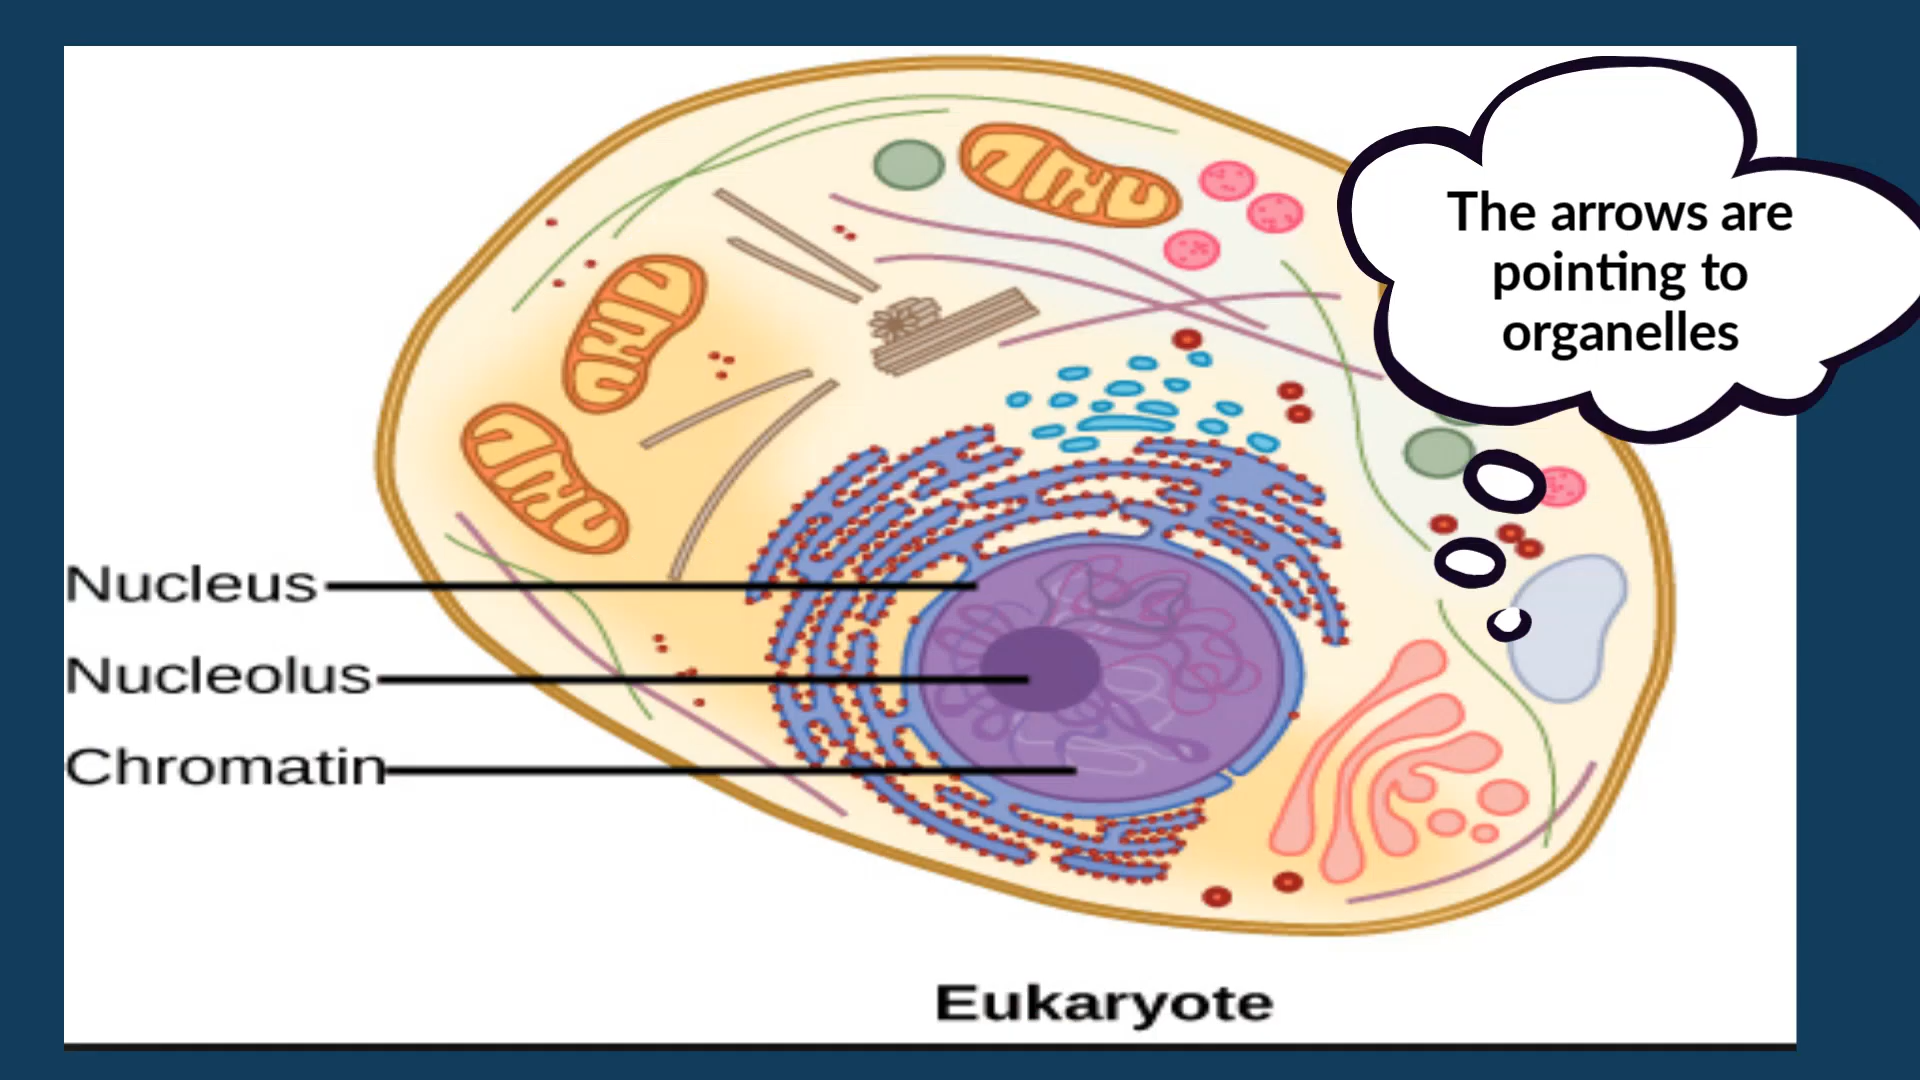 The arrows are
pointing to
organelles
Nucleus
Nucleolus
Chromatin
Eukaryote